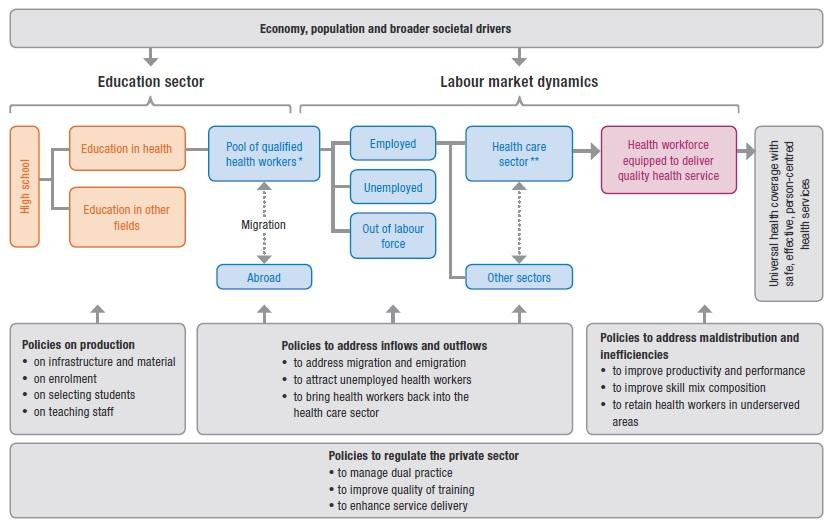 Economy, population and broader societal drivers
Education sector
Labour market dynamics
High school
Education in health
Education in other
fields
Pool of qualified
health workers *
Migration
Abroad
Employed
Unemployed
Out of labour
force
Health care
sector **
Other sectors
Health workforce
equipped to deliver
quality health service
Universal health coverage with
safe, effective, person-centred
health services
Policies on production
• on infrastructure and material
• on enrolment
• on selecting students
• on teaching staff
Policies to address inflows and outflows
• to address migration and emigration
• to attract unemployed health workers
• to bring health workers back into the
health care sector
Policies to address maldistribution and
inefficiencies
• to improve productivity and performance
• to improve skill mix composition
• to retain health workers in underserved
areas
Policies to regulate the private sector
• to manage dual practice
• to improve quality of training
• to enhance service delivery